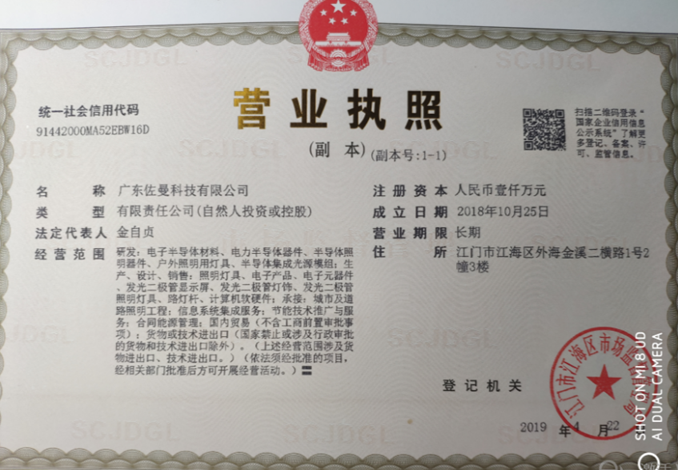 统一社会信用代码
91442000MA52EBW16D
营业执照
(副 本)(副本号:1-1)
扫描二维码登录“
国家企业信用信息
公示系统”了解更
多登记、备案、许
可、监管信息。
名 称 广东佐曼科技有限公司
类 型 有限责任公司(自然人投资或控股)
法定代表人 金自贞
经营范围 研发:电子半导体材料、电力半导体器件、半导体照
明器件、户外照明用灯具、半导体集成光源模组;生
产、设计、销售:照明灯具、电子产品、电子元器件
、发光二极管显示屏、发光二极管灯饰、发光二极管
照明灯具、路灯杆、计算机软硬件;承接:城市及道
路照明工程;信息系统集成服务;节能技术推广与服
务;合同能源管理;国内贸易(不含工商前置审批事
项);货物或技术进出口(国家禁止或涉及行政审批
的货物和技术进出口除外)。(上述经营范围涉及货
物进出口、技术进出口。)(依法须经批准的项目,
经相关部门批准后方可开展经营活动。)
注册资本 人民币壹仟万元
成立日期 2018年10月25日
营业期限 长期
住 所 江门市江海区外海金溪二横路1号2
幢3楼
登记机关
江门市江海区市场监
2019 年 4 月 22
SCJDGL
SHOT ON MI 8 UD
AI DUAL CAMERA